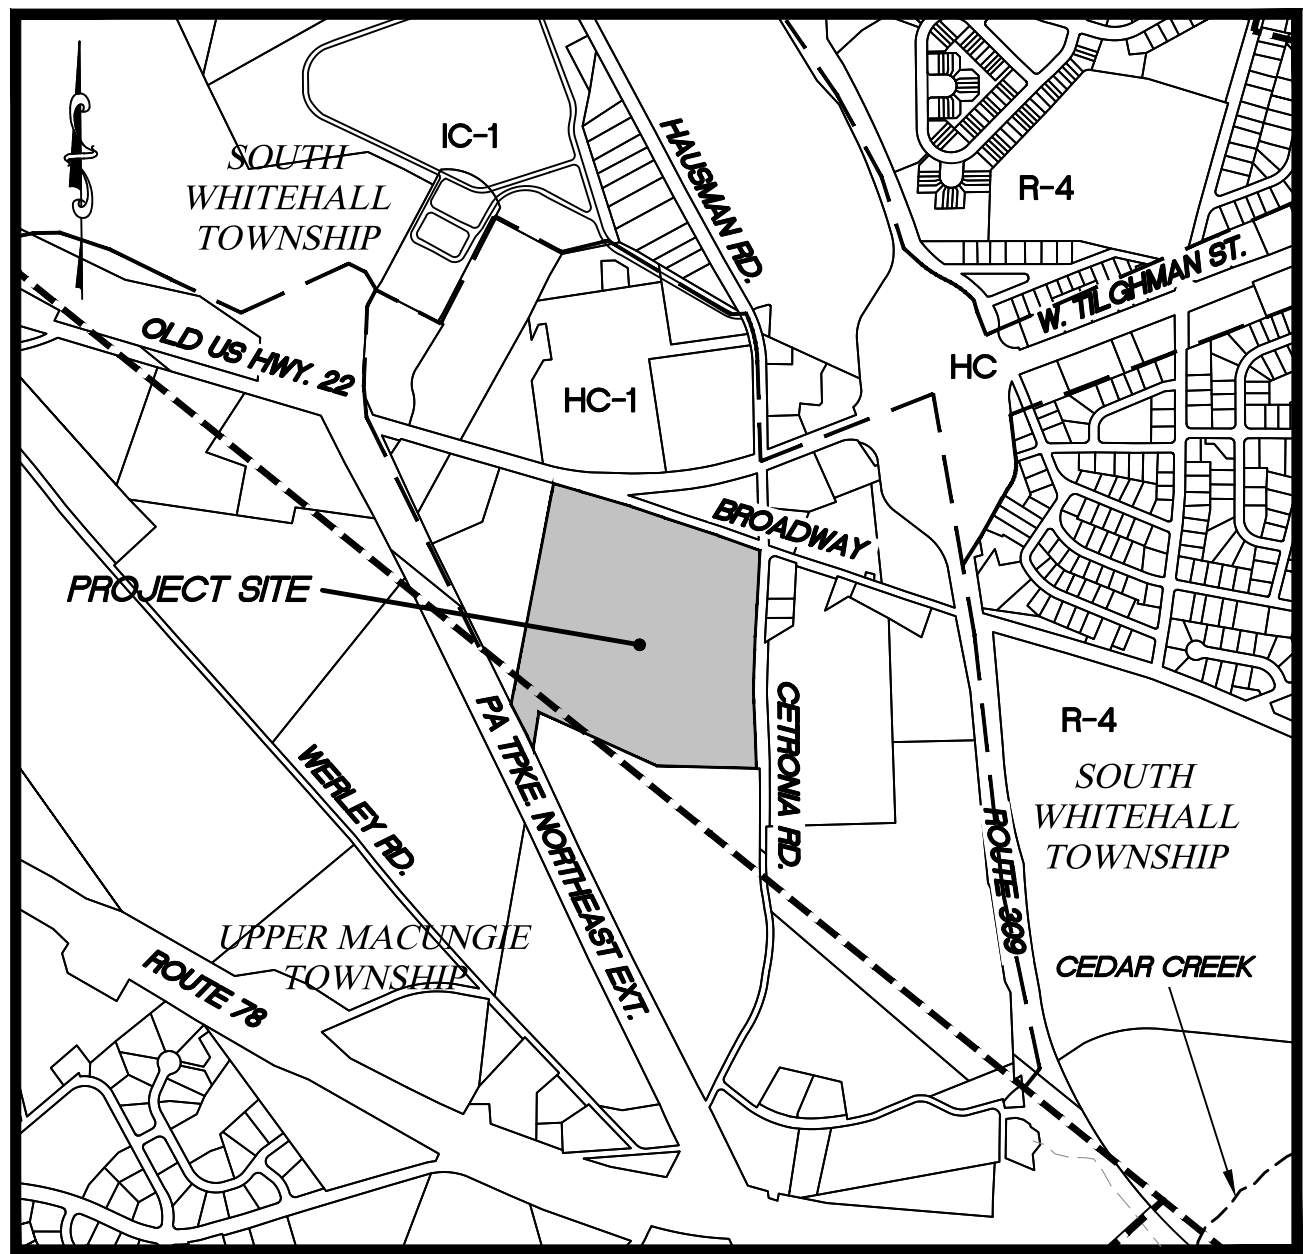 IC-1
SOUTH
WHITEHALL
TOWNSHIP
HAUSMAN RD.
R-4
W. TILGHMAN ST.
OLD US HWY. 22
HC
HC-1
BROADWAY
PROJECT SITE
PA TPKE. NORTHEAST EXT.
CETRONIA RD.
R-4
SOUTH
WHITEHALL
TOWNSHIP
WERLEY RD.
ROUTE 309
UPPER MACUNGIE
TOWNSHIP
ROUTE 78
CEDAR CREEK